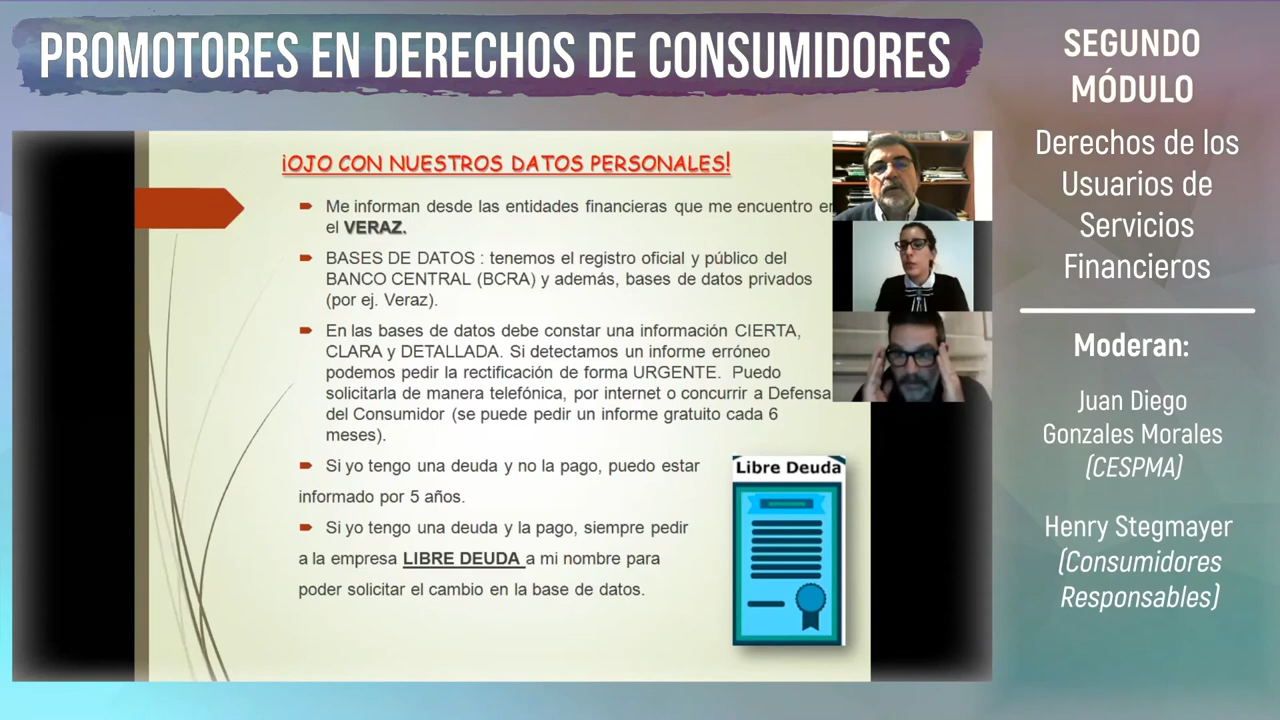 PROMOTORES EN DERECHOS DE CONSUMIDORES
¡OJO CON NUESTROS DATOS PERSONALES!
Me informan desde las entidades financieras que me encuentro en
el VERAZ.
BASES DE DATOS : tenemos el registro oficial y público del
BANCO CENTRAL (BCRA) y además, bases de datos privados
(por ej. Veraz).
En las bases de datos debe constar una información CIERTA,
CLARA y DETALLADA. Si detectamos un informe erróneo
podemos pedir la rectificación de forma URGENTE. Puedo
solicitarla de manera telefónica, por internet o concurrir a Defensa
del Consumidor (se puede pedir un informe gratuito cada 6
meses).
Si yo tengo una deuda y no la pago, puedo estar
informado por 5 años.
Si yo tengo una deuda y la pago, siempre pedir
a la empresa LIBRE DEUDA a mi nombre para
poder solicitar el cambio en la base de datos.
Libre Deuda
SEGUNDO
MÓDULO
Derechos de los
Usuarios de
Servicios
Financieros
Moderan:
Juan Diego
Gonzales Morales
(CESPMA)
Henry Stegmayer
(Consumidores
Responsables)